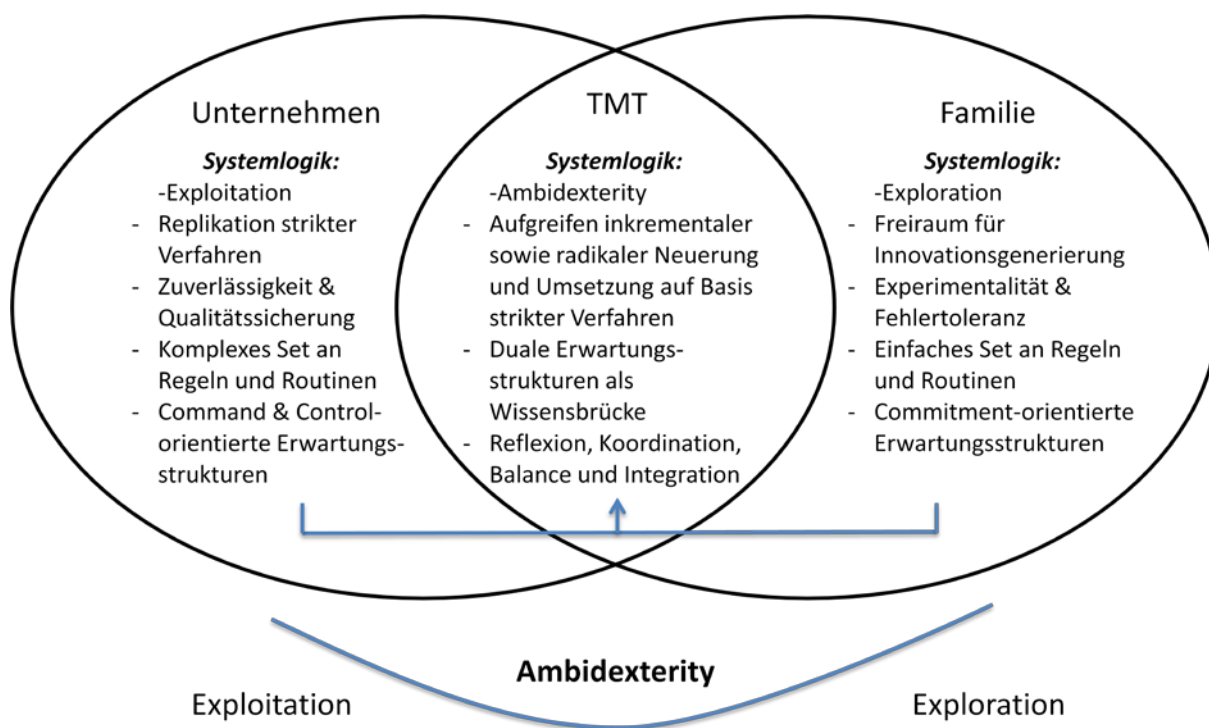 Unternehmen
Systemlogik:
-Exploitation
- Replikation strikter
Verfahren
- Zuverlässigkeit &
Qualitätssicherung
- Komplexes Set an
Regeln und Routinen
- Command & Control-
orientierte Erwartungs-
strukturen
TMT
Systemlogik:
-Ambidexterity
- Aufgreifen inkrementaler
sowie radikaler Neuerung
und Umsetzung auf Basis
strikter Verfahren
- Duale Erwartungs-
strukturen als
Wissensbrücke
- Reflexion, Koordination,
Balance und Integration
Familie
Systemlogik:
-Exploration
- Freiraum für
Innovationsgenerierung
- Experimentalität &
Fehlertoleranz
- Einfaches Set an Regeln
und Routinen
- Commitment-orientierte
Erwartungsstrukturen
Ambidexterity
Exploitation
Exploration